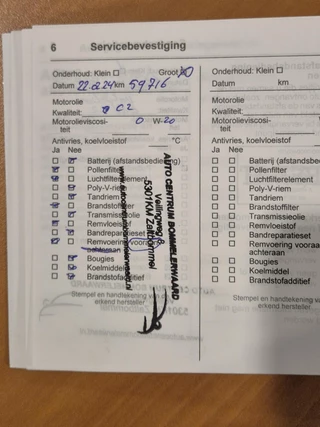 6 Servicebevestiging
Onderhoud: Klein ☐ Groot ☒
Datum 22.02.24 km 59716
Motorolie
Kwaliteit: C2
Motorolieviscosi- 0 W-20
teit
Antivries, koelvloeistof °C
Ja Nee
Batterij (afstandsbediening)
Pollenfilter
Luchtfilterelement
Poly-V-riem
Tandriem
Brandstoffilter
Transmissieolie
Remvloeistof
Bandreparatieset
Remvoering vooraan/
achteraan
Bougies
Koelmiddel
Brandstofadditief
Stempel en handtekening van
erkend hersteller
AUTO CENTRUM BOMMELERWAARD
Veilingweg 8
5301KM Zaltbommel
Onderhoud: Klein ☐
Datum km
Motorolie
Kwaliteit:
Motorolieviscosi-
teit
Antivries, koelvloeistof
Ja Nee
Batterij (afstandsb
Pollenfilter
Luchtfilterelement
Poly-V-riem
Tandriem
Brandstoffilter
Transmissieolie
Remvloeistof
Bandreparatieset
Remvoering voora
achteraan
Bougies
Koelmiddel
Brandstofadditief
Stempel en handtekening
erkend hersteller